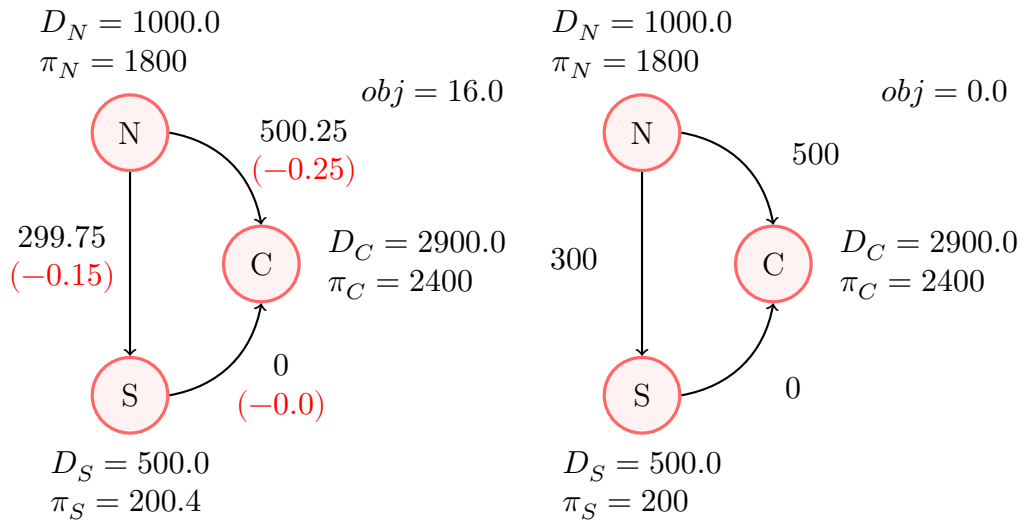 D_N = 1000.0
π_N = 1800
obj = 16.0
N
500.25
(−0.25)
299.75
(−0.15)
C
D_C = 2900.0
π_C = 2400
0
(−0.0)
S
D_S = 500.0
π_S = 200.4
D_N = 1000.0
π_N = 1800
obj = 0.0
N
500
300
C
D_C = 2900.0
π_C = 2400
0
S
D_S = 500.0
π_S = 200